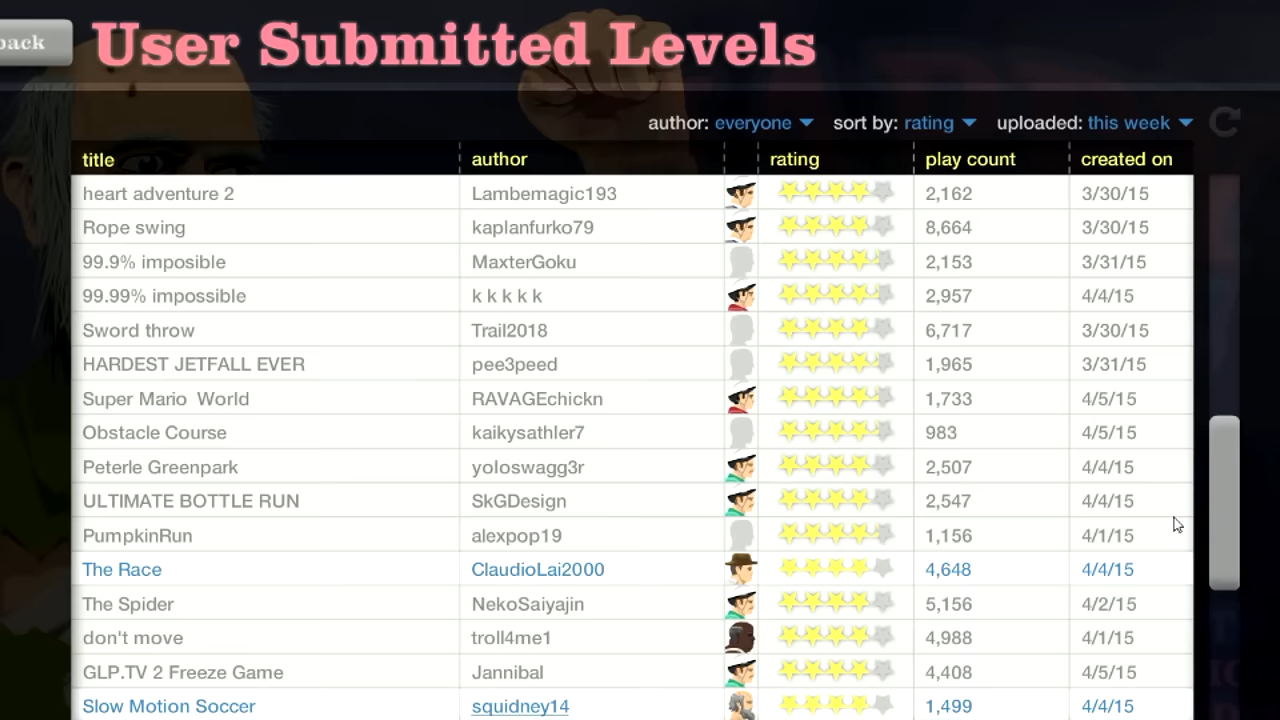 back
User Submitted Levels
author: everyone sort by: rating uploaded: this week
title author rating play count created on
heart adventure 2 Lambemagic193 2,162 3/30/15
Rope swing kaplanfurko79 8,664 3/30/15
99.9% imposible MaxterGoku 2,153 3/31/15
99.99% impossible k k k k k 2,957 4/4/15
Sword throw Trail2018 6,717 3/30/15
HARDEST JETFALL EVER pee3peed 1,965 3/31/15
Super Mario  World RAVAGEchickn 1,733 4/5/15
Obstacle Course kaikysathler7 983 4/5/15
Peterle Greenpark yoloswagg3r 2,507 4/4/15
ULTIMATE BOTTLE RUN SkGDesign 2,547 4/4/15
PumpkinRun alexpop19 1,156 4/1/15
The Race ClaudioLai2000 4,648 4/4/15
The Spider NekoSaiyajin 5,156 4/2/15
don't move troll4me1 4,988 4/1/15
GLP.TV 2 Freeze Game Jannibal 4,408 4/5/15
Slow Motion Soccer squidney14 1,499 4/4/15